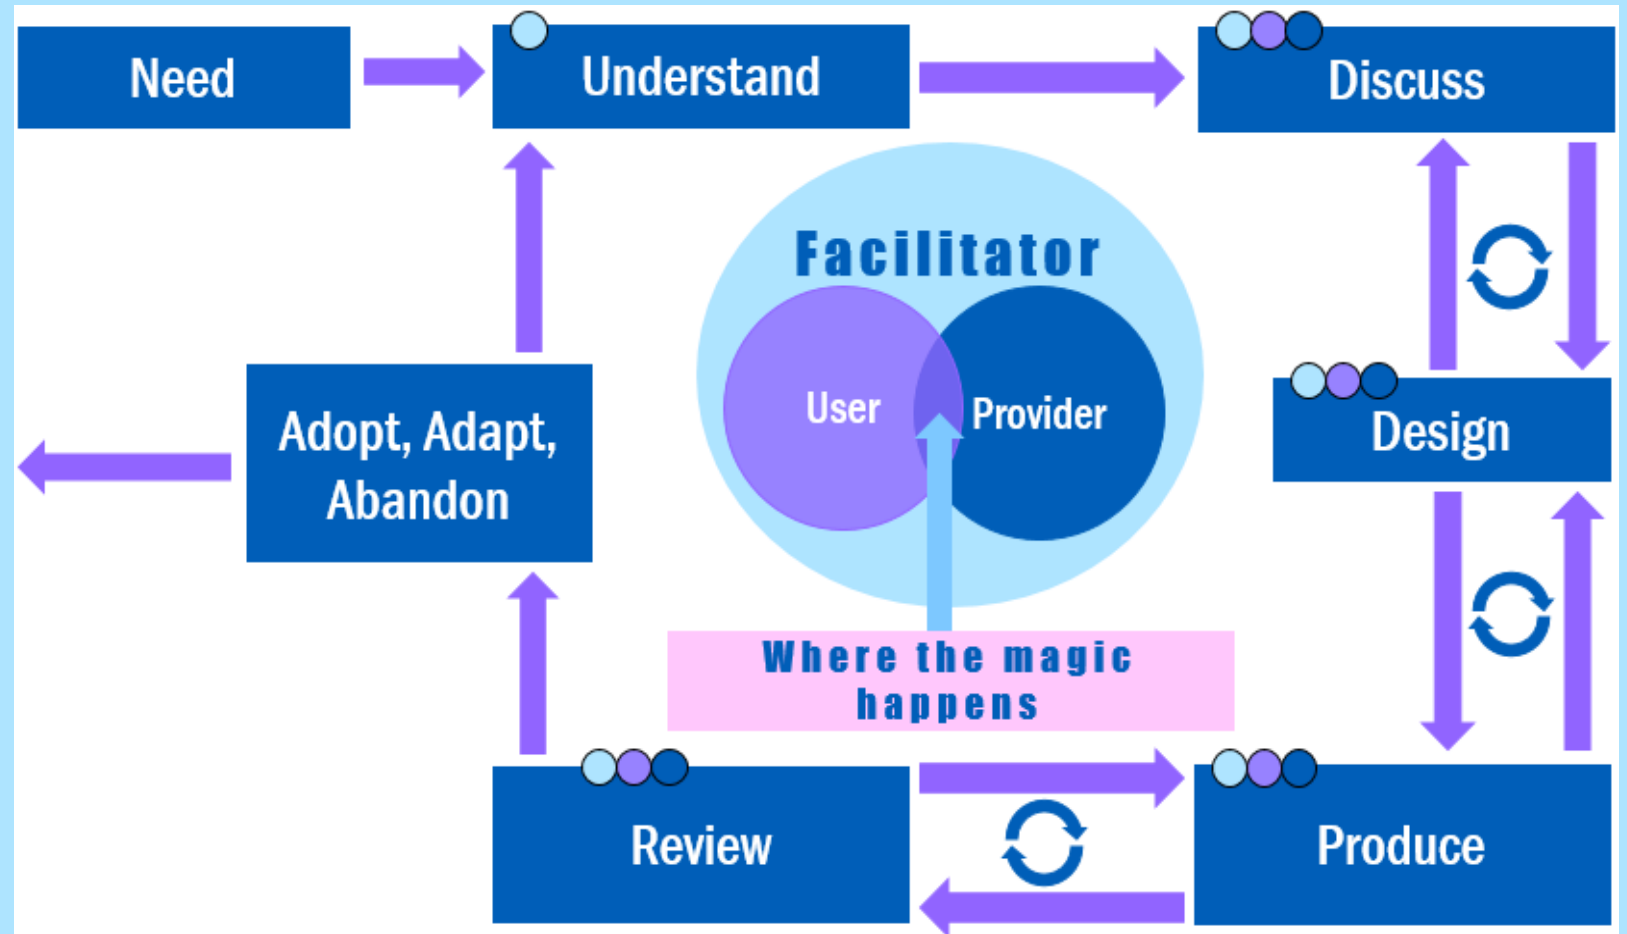 Need
Understand
Discuss
Facilitator
User
Provider
Adopt, Adapt,
Abandon
Design
Where the magic
happens
Review
Produce